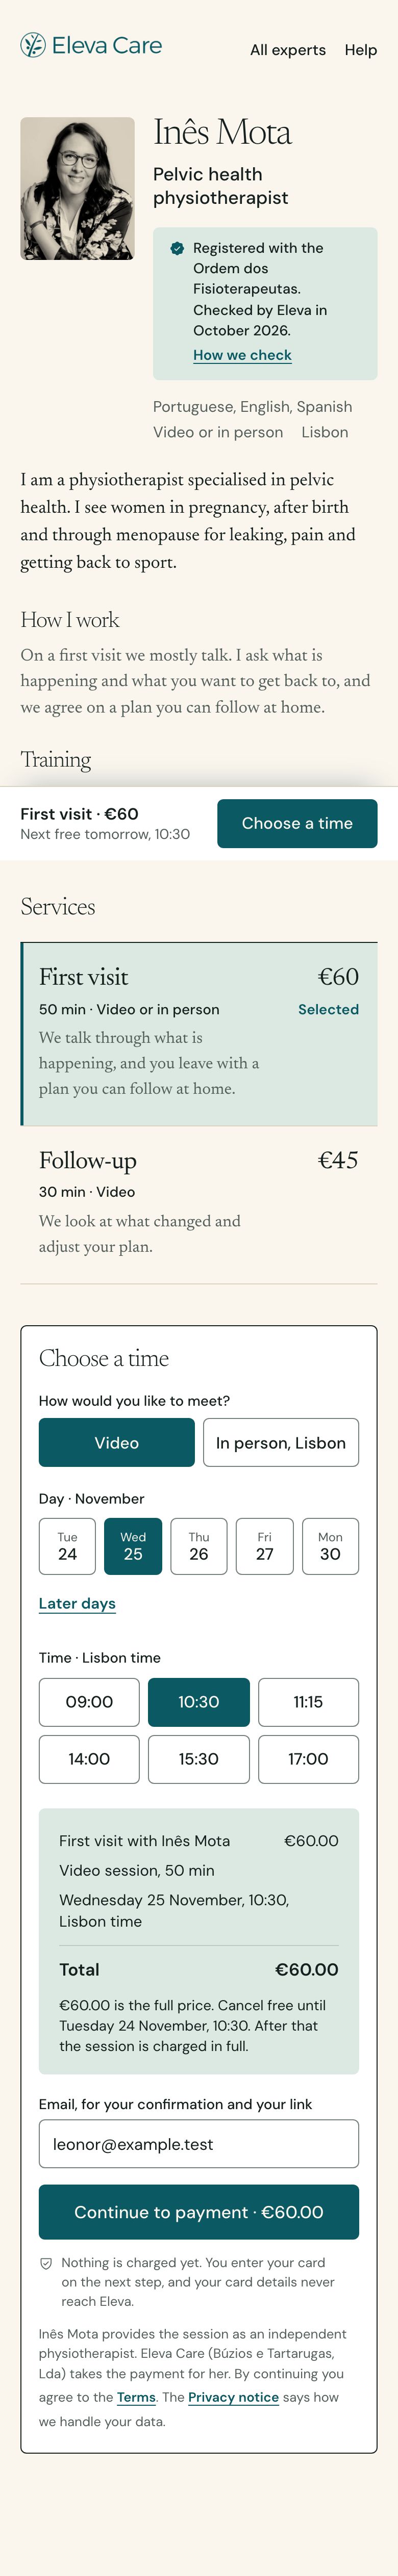 Eleva Care
All experts Help
Inês Mota
Pelvic health
physiotherapist
Registered with the
Ordem dos
Fisioterapeutas.
Checked by Eleva in
October 2026.
How we check
Portuguese, English, Spanish
Video or in person Lisbon
I am a physiotherapist specialised in pelvic
health. I see women in pregnancy, after birth
and through menopause for leaking, pain and
getting back to sport.
How I work
On a first visit we mostly talk. I ask what is
happening and what you want to get back to, and
we agree on a plan you can follow at home.
Training
First visit · €60
Next free tomorrow, 10:30
Choose a time
Services
First visit €60
50 min · Video or in person Selected
We talk through what is
happening, and you leave with a
plan you can follow at home.
Follow-up €45
30 min · Video
We look at what changed and
adjust your plan.
Choose a time
How would you like to meet?
Video In person, Lisbon
Day · November
Tue Wed Thu Fri Mon
24 25 26 27 30
Later days
Time · Lisbon time
09:00 10:30 11:15
14:00 15:30 17:00
First visit with Inês Mota €60.00
Video session, 50 min
Wednesday 25 November, 10:30,
Lisbon time
Total €60.00
€60.00 is the full price. Cancel free until
Tuesday 24 November, 10:30. After that
the session is charged in full.
Email, for your confirmation and your link
leonor@example.test
Continue to payment · €60.00
Nothing is charged yet. You enter your card
on the next step, and your card details never
reach Eleva.
Inês Mota provides the session as an independent
physiotherapist. Eleva Care (Búzios e Tartarugas,
Lda) takes the payment for her. By continuing you
agree to the Terms. The Privacy notice says how
we handle your data.